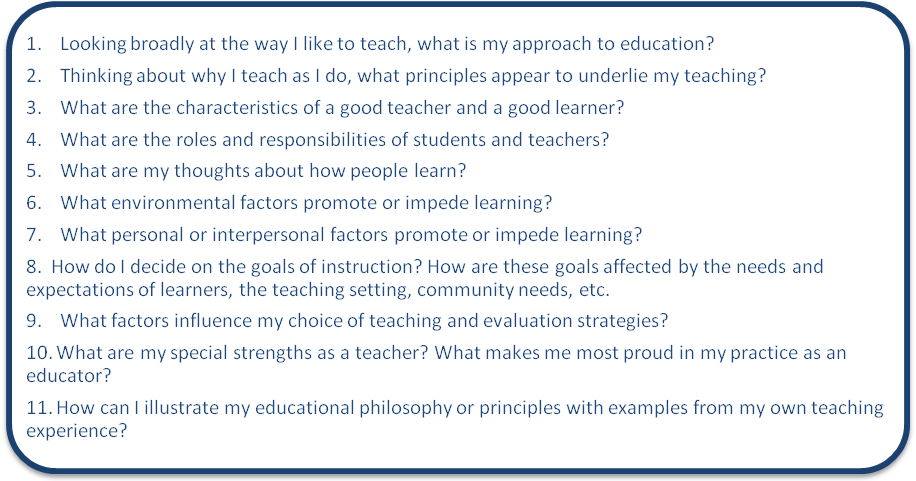 1. Looking broadly at the way I like to teach, what is my approach to education?
2. Thinking about why I teach as I do, what principles appear to underlie my teaching?
3. What are the characteristics of a good teacher and a good learner?
4. What are the roles and responsibilities of students and teachers?
5. What are my thoughts about how people learn?
6. What environmental factors promote or impede learning?
7. What personal or interpersonal factors promote or impede learning?
8. How do I decide on the goals of instruction? How are these goals affected by the needs and
expectations of learners, the teaching setting, community needs, etc.
9. What factors influence my choice of teaching and evaluation strategies?
10. What are my special strengths as a teacher? What makes me most proud in my practice as an
educator?
11. How can I illustrate my educational philosophy or principles with examples from my own teaching
experience?